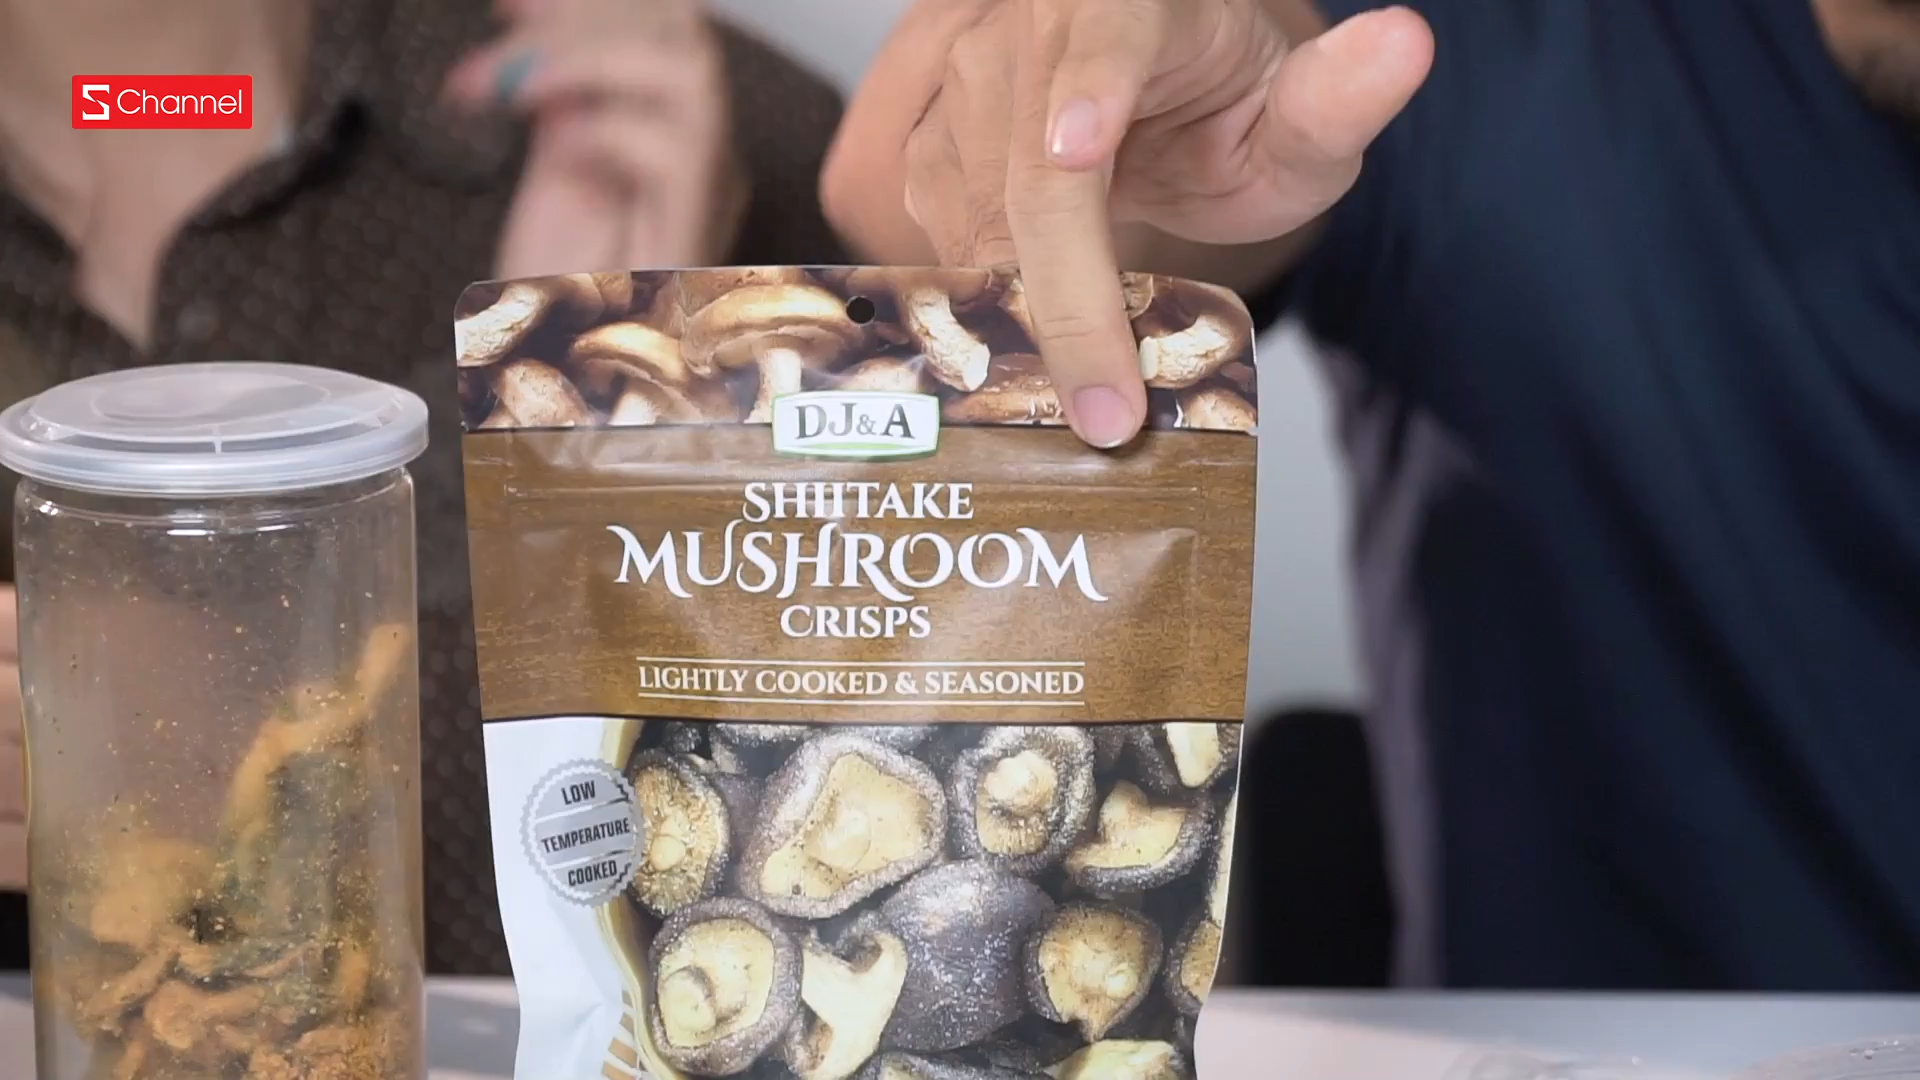 S Channel
DJ&A
SHIITAKE
MUSHROOM
CRISPS
LIGHTLY COOKED & SEASONED
LOW
TEMPERATURE
COOKED